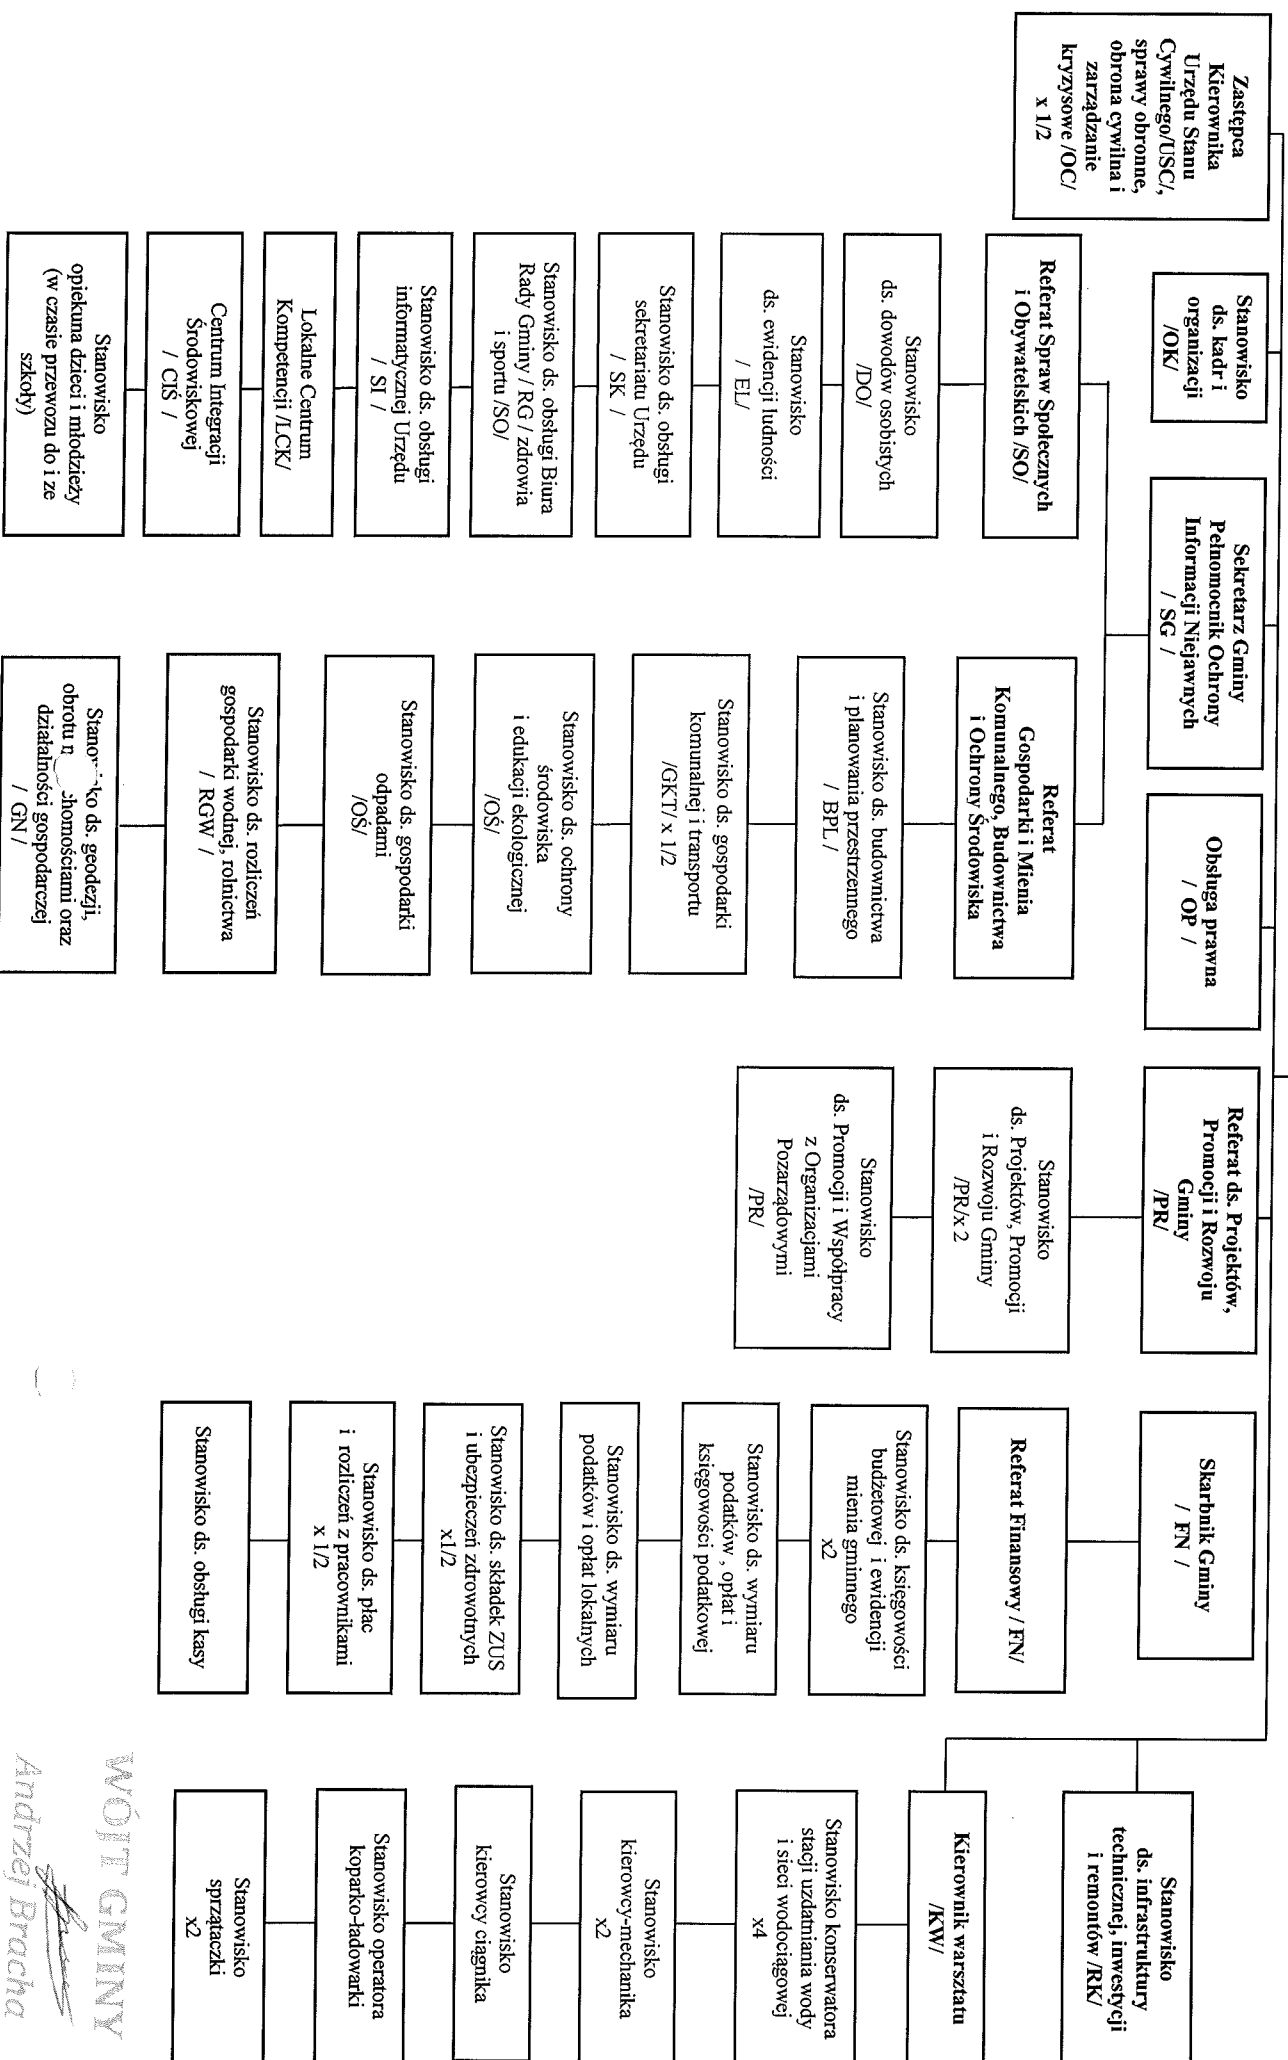 Zastępca
Kierownika
Urzędu Stanu
Cywilnego/USC/,
sprawy obronne,
obrona cywilna i
zarządzanie
kryzysowe /OC/
x 1/2
Stanowisko
ds. kadr i
organizacji
/OK/
Sekretarz Gminy
Pełnomocnik Ochrony
Informacji Niejawnych
/ SG /
Obsługa prawna
/ OP /
Referat ds. Projektów,
Promocji i Rozwoju
Gminy
/PR/
Skarbnik Gminy
/ FN /
Stanowisko
ds. infrastruktury
technicznej, inwestycji
i remontów /RK/
Referat Spraw Społecznych
i Obywatelskich /SO/
Stanowisko
ds. dowodów osobistych
/DO/
Stanowisko
ds. ewidencji ludności
/ EL/
Stanowisko ds. obsługi
sekretariatu Urzędu
/ SK /
Stanowisko ds. obsługi Biura
Rady Gminy / RG / zdrowia
i sportu /SO/
Stanowisko ds. obsługi
informatycznej Urzędu
/ SI /
Lokalne Centrum
Kompetencji /LCK/
Centrum Integracji
Środowiskowej
/ CIŚ /
Stanowisko
opiekuna dzieci i młodzieży
(w czasie przewozu do i ze
szkoły)
Referat
Gospodarki i Mienia
Komunalnego, Budownictwa
i Ochrony Środowiska
Stanowisko ds. budownictwa
i planowania przestrzennego
/ BPL /
Stanowisko ds. gospodarki
komunalnej i transportu
/GKT/ x 1/2
Stanowisko ds. ochrony
środowiska
i edukacji ekologicznej
/OŚ/
Stanowisko ds. gospodarki
odpadami
/OŚ/
Stanowisko ds. rozliczeń
gospodarki wodnej, rolnictwa
/ RGW /
ds. geodezji,
obrotu oraz
działalności gospodarczej
/ GN /
Stanowisko
ds. Projektów, Promocji
i Rozwoju Gminy
/PR/x 2
Stanowisko
ds. Promocji i Współpracy
z Organizacjami
Pozarządowymi
/PR/
Referat Finansowy / FN/
Stanowisko ds. księgowości
budżetowej i ewidencji
mienia gminnego
x2
Stanowisko ds. wymiaru
podatków , opłat i
księgowości podatkowej
Stanowisko ds. wymiaru
podatków i opłat lokalnych
Stanowisko ds. składek ZUS
i ubezpieczeń zdrowotnych
x1/2
Stanowisko ds. płac
i rozliczeń z pracownikami
x 1/2
Stanowisko ds. obsługi kasy
Kierownik warsztatu
/KW/
Stanowisko konserwatora
stacji uzdatniania wody
i sieci wodociągowej
x4
Stanowisko
kierowcy-mechanika
x2
Stanowisko
kierowcy ciągnika
Stanowisko operatora
koparko-ładowarki
Stanowisko
sprzątaczki
x2
WÓJT GMINY
Andrzej Bracha